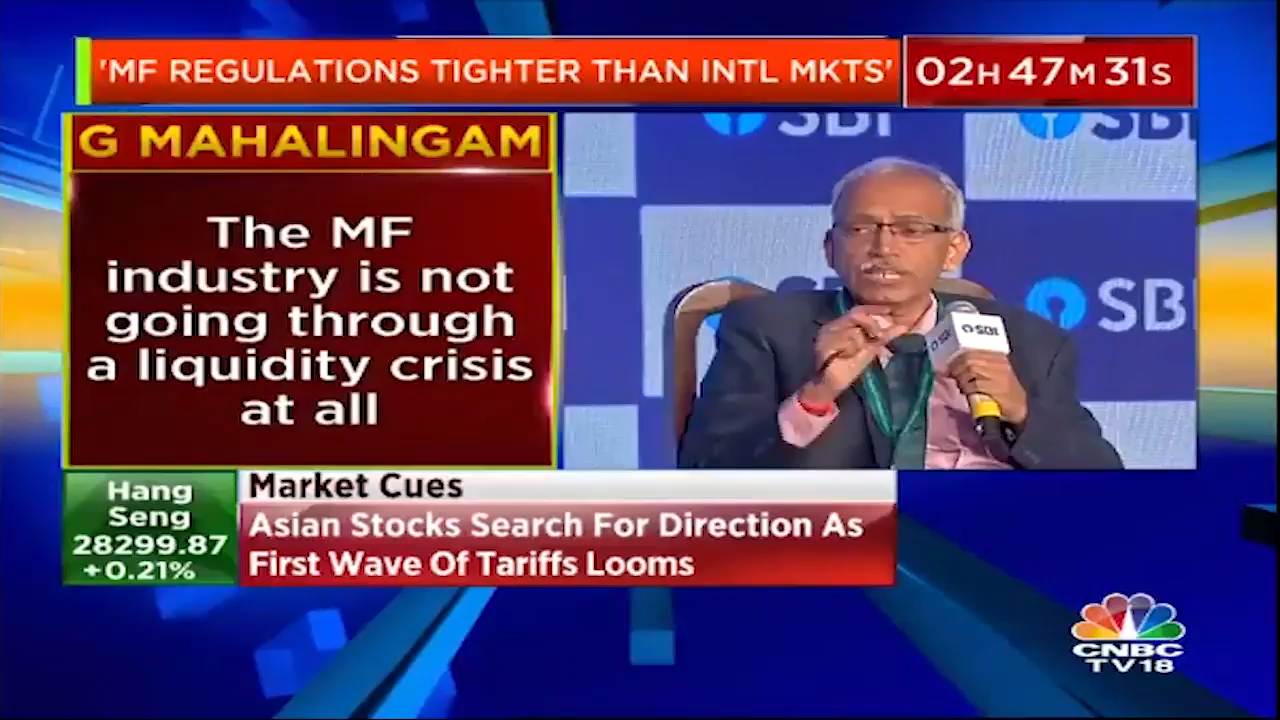 'MF REGULATIONS TIGHTER THAN INTL MKTS'
02H 47M 31S
G MAHALINGAM
The MF
industry is not
going through
a liquidity crisis
at all
SBI
SBI
SBI
SBI
Hang
Seng
28299.87
+0.21%
Market Cues
Asian Stocks Search For Direction As
First Wave Of Tariffs Looms
CNBC
TV18